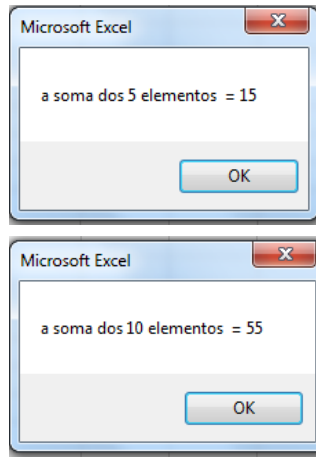 Microsoft Excel
a soma dos 5 elementos = 15
OK
Microsoft Excel
a soma dos 10 elementos = 55
OK